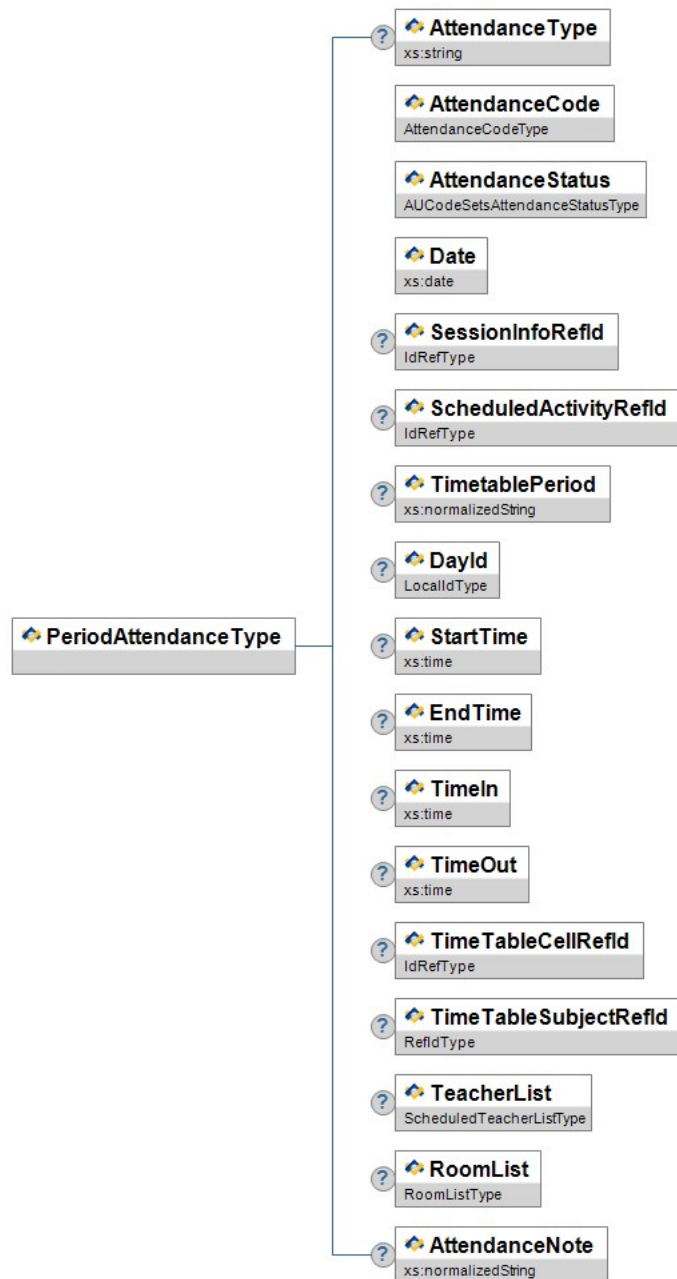 ?
AttendanceType
xs:string
AttendanceCode
AttendanceCodeType
AttendanceStatus
AUCodeSetsAttendanceStatusType
Date
xs:date
?
SessionInfoRefId
IdRefType
?
ScheduledActivityRefId
IdRefType
?
TimetablePeriod
xs:normalizedString
?
DayId
LocalIdType
PeriodAttendanceType
?
StartTime
xs:time
?
EndTime
xs:time
?
TimeIn
xs:time
?
TimeOut
xs:time
?
TimeTableCellRefId
IdRefType
?
TimeTableSubjectRefId
RefIdType
?
TeacherList
ScheduledTeacherListType
?
RoomList
RoomListType
?
AttendanceNote
xs:normalizedString